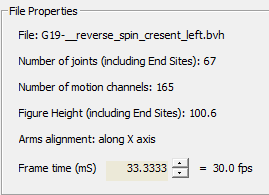 File Properties
File: G19-__reverse_spin_cresent_left.bvh
Number of joints (including End Sites): 67
Number of motion channels: 165
Figure Height (including End Sites): 100.6
Arms alignment: along X axis
Frame time (mS) 33.3333 = 30.0 fps